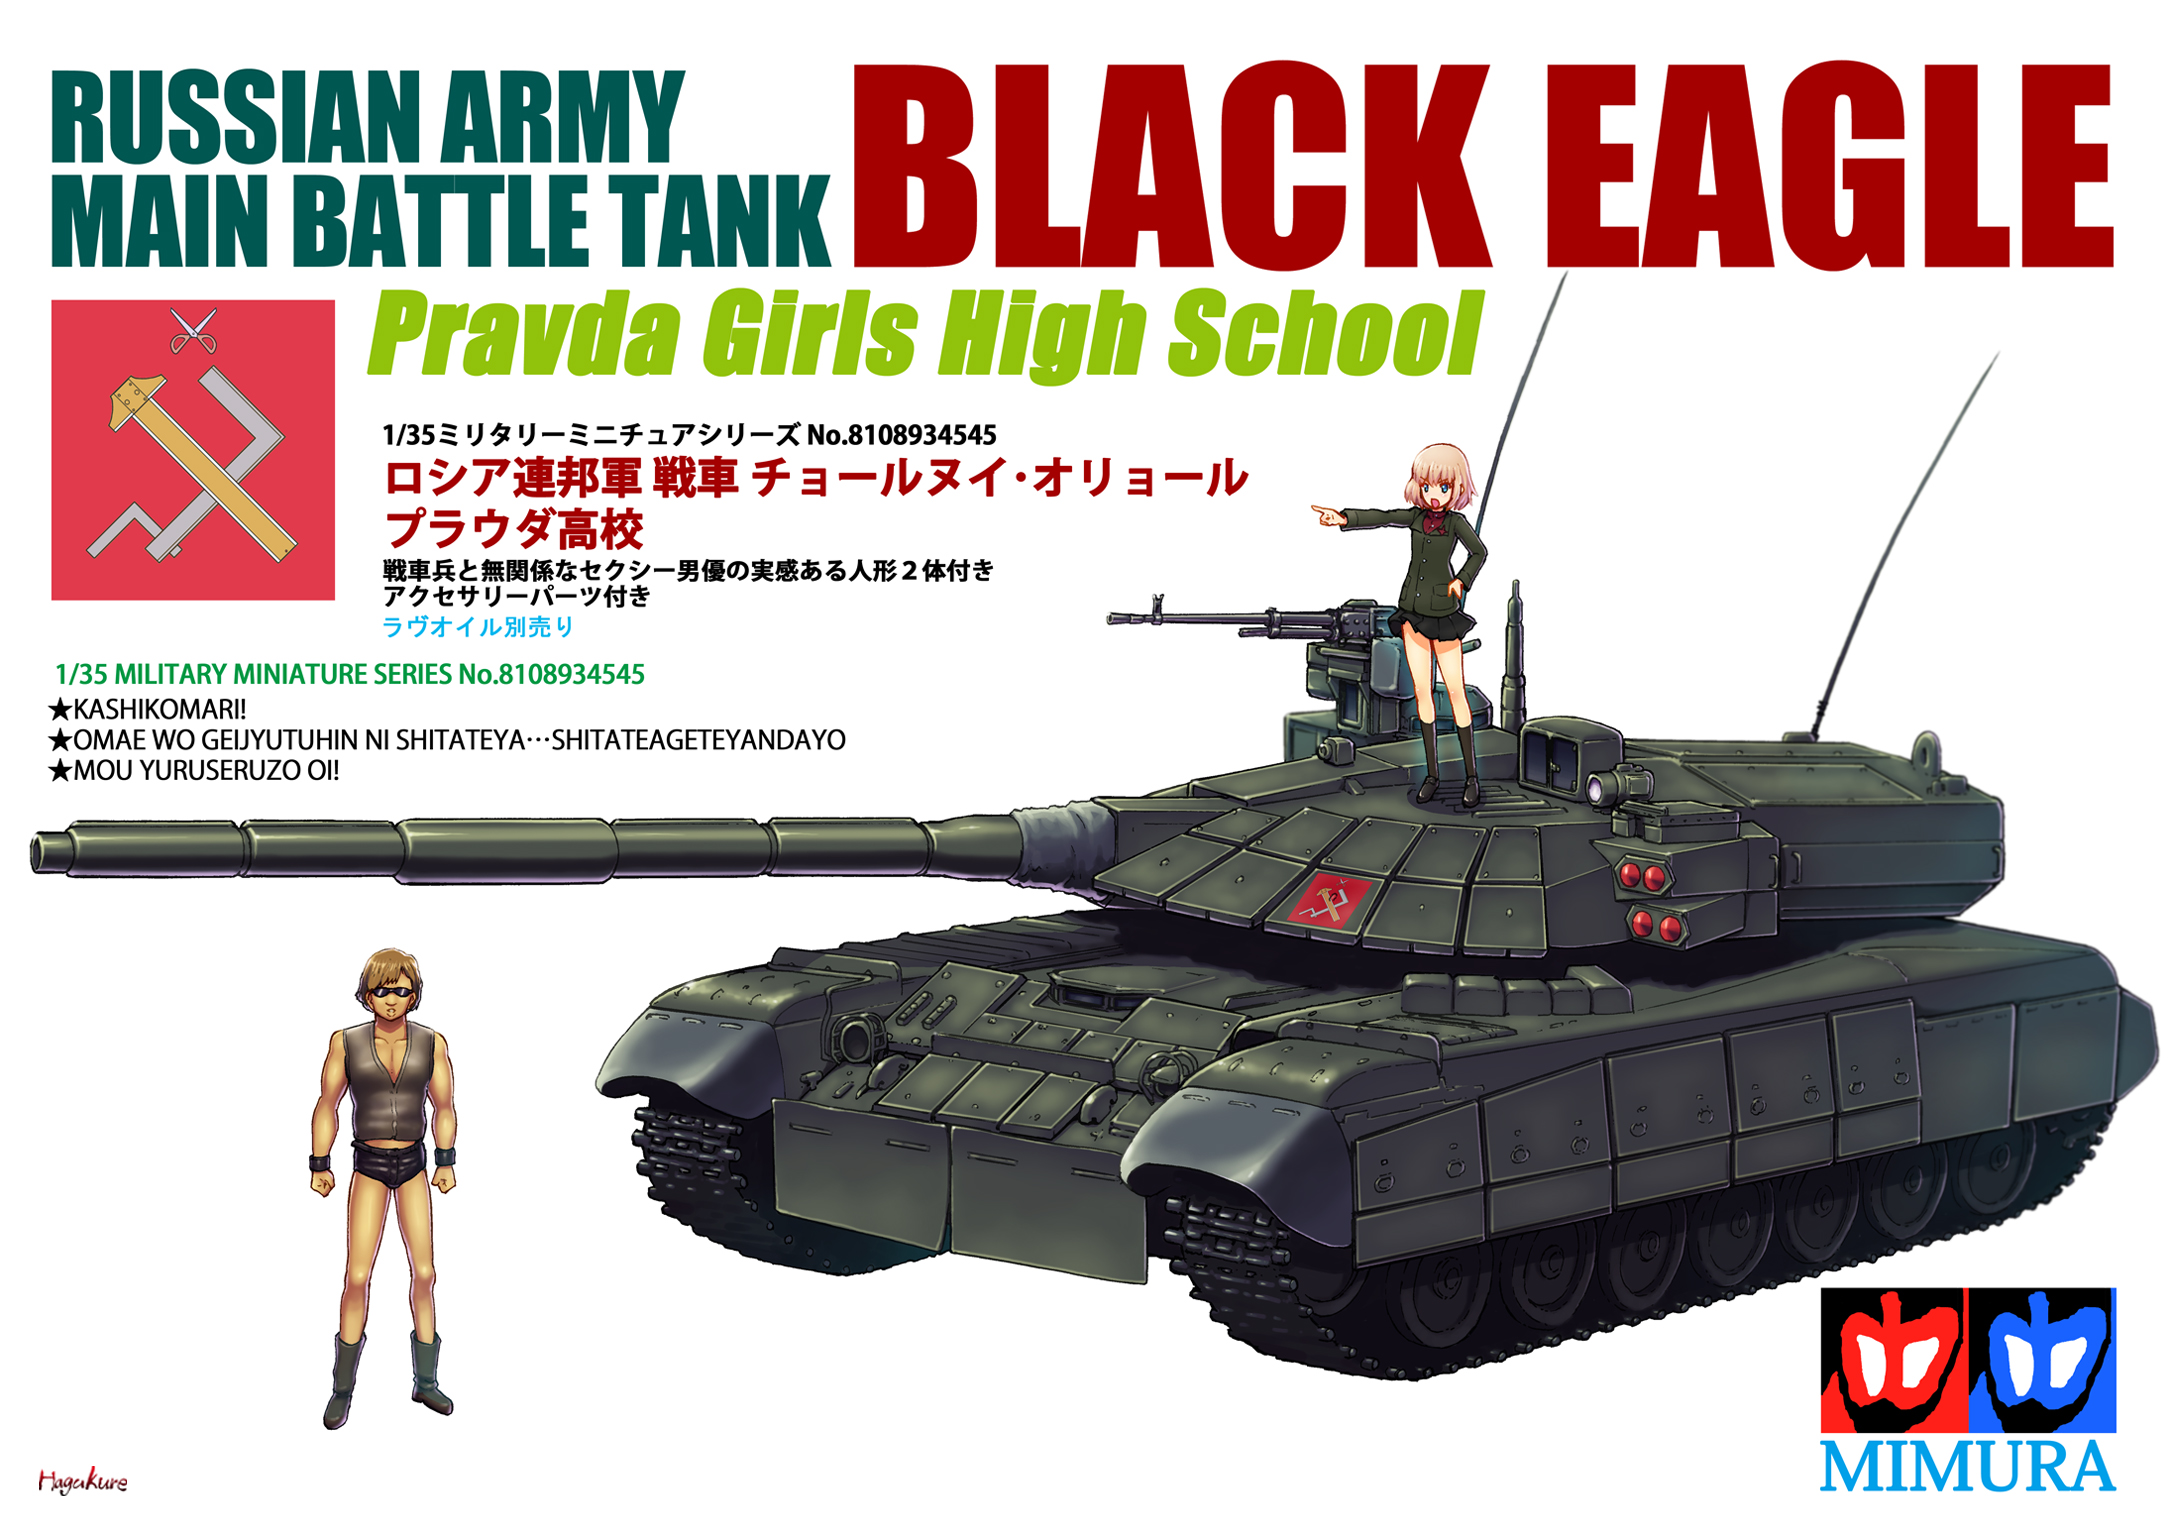 RUSSIAN ARMY
MAIN BATTLE TANK
BLACK EAGLE
Pravda Girls High School
1/35ミリタリーミニチュアシリーズ No.8108934545
ロシア連邦軍 戦車 チョールヌイ・オリョール
プラウダ高校
戦車兵と無関係なセクシー男優の実感ある人形２体付き
アクセサリーパーツ付き
ラヴオイル別売り
1/35 MILITARY MINIATURE SERIES No.8108934545
★KASHIKOMARI!
★OMAE WO GEIJYUTUHIN NI SHITATEYA…SHITATEAGETEYANDAYO
★MOU YURUSERUZO OI!
MIMURA
Hagakure